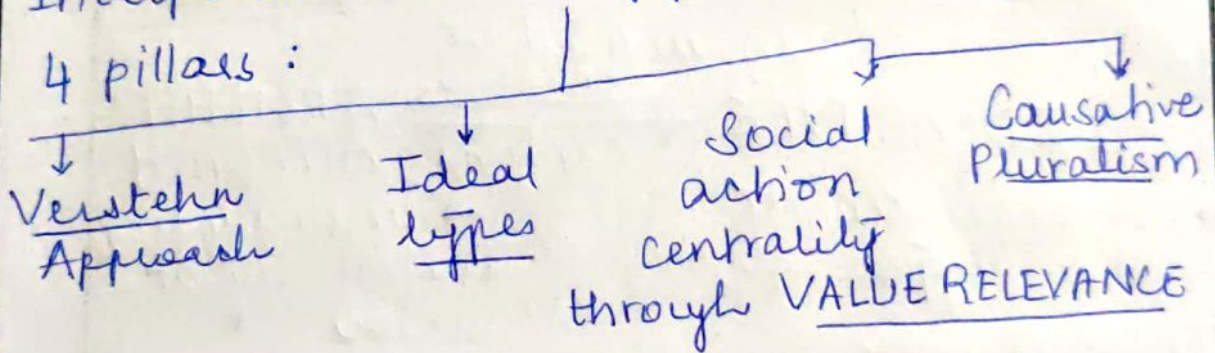 4 pillars :
Verstehn
Approach
Ideal
types
Social
action
centrality
through VALUE RELEVANCE
Causative
Pluralism